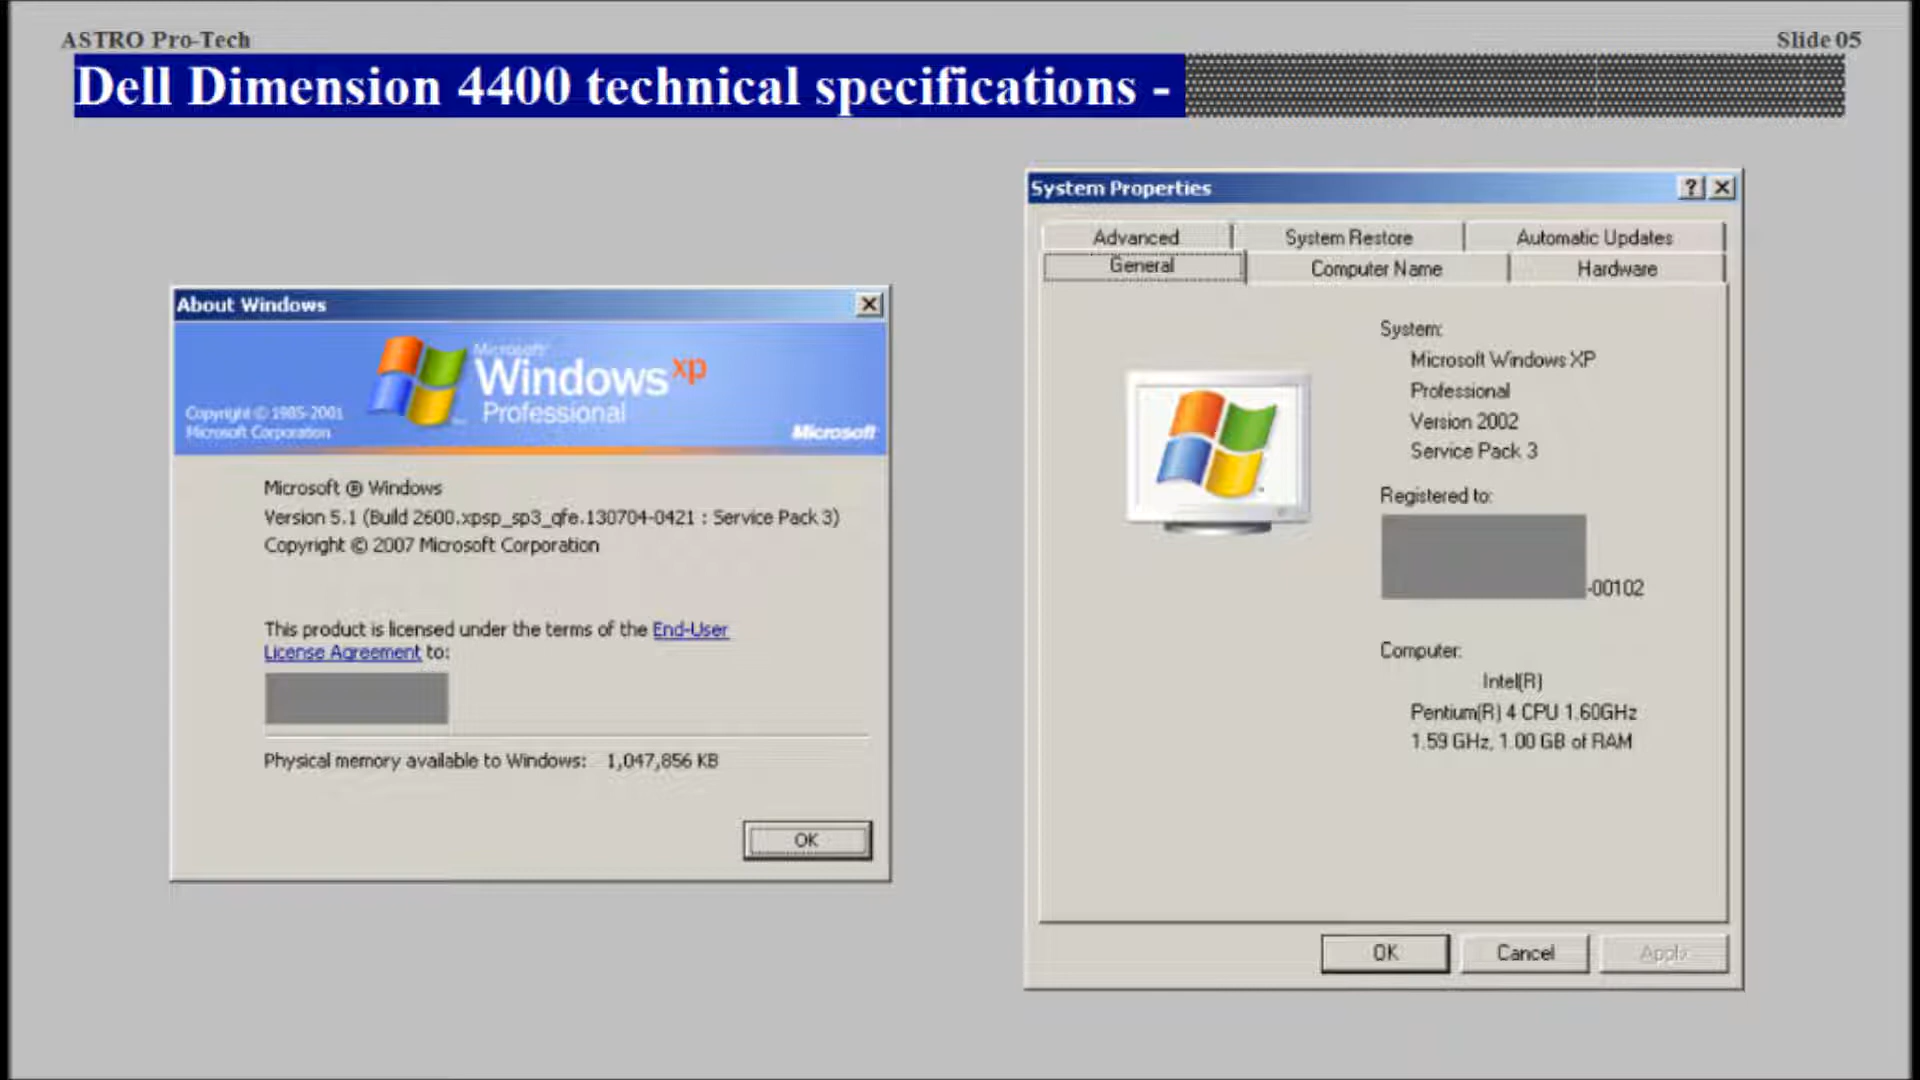 ASTRO Pro-Tech
Slide 05
Dell Dimension 4400 technical specifications -
About Windows
Microsoft
Windows xp
Professional
Copyright © 1985-2001
Microsoft Corporation
Microsoft
Microsoft ® Windows
Version 5.1 (Build 2600.xpsp_sp3_qfe.130704-0421 : Service Pack 3)
Copyright © 2007 Microsoft Corporation
This product is licensed under the terms of the End-User
License Agreement to:
Physical memory available to Windows: 1,047,856 KB
OK
System Properties
Advanced
System Restore
Automatic Updates
General
Computer Name
Hardware
System:
Microsoft Windows XP
Professional
Version 2002
Service Pack 3
Registered to:
-00102
Computer:
Intel(R)
Pentium(R) 4 CPU 1.60GHz
1.59 GHz, 1.00 GB of RAM
OK
Cancel
Apply